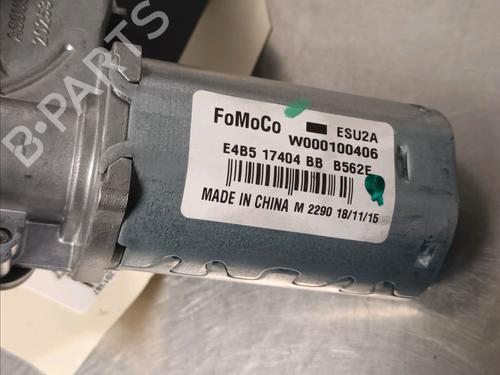 B-PARTS
FoMoCo ESU2A
W000100406
E4B5 17404 BB B562E
MADE IN CHINA M 2290 18/11/15